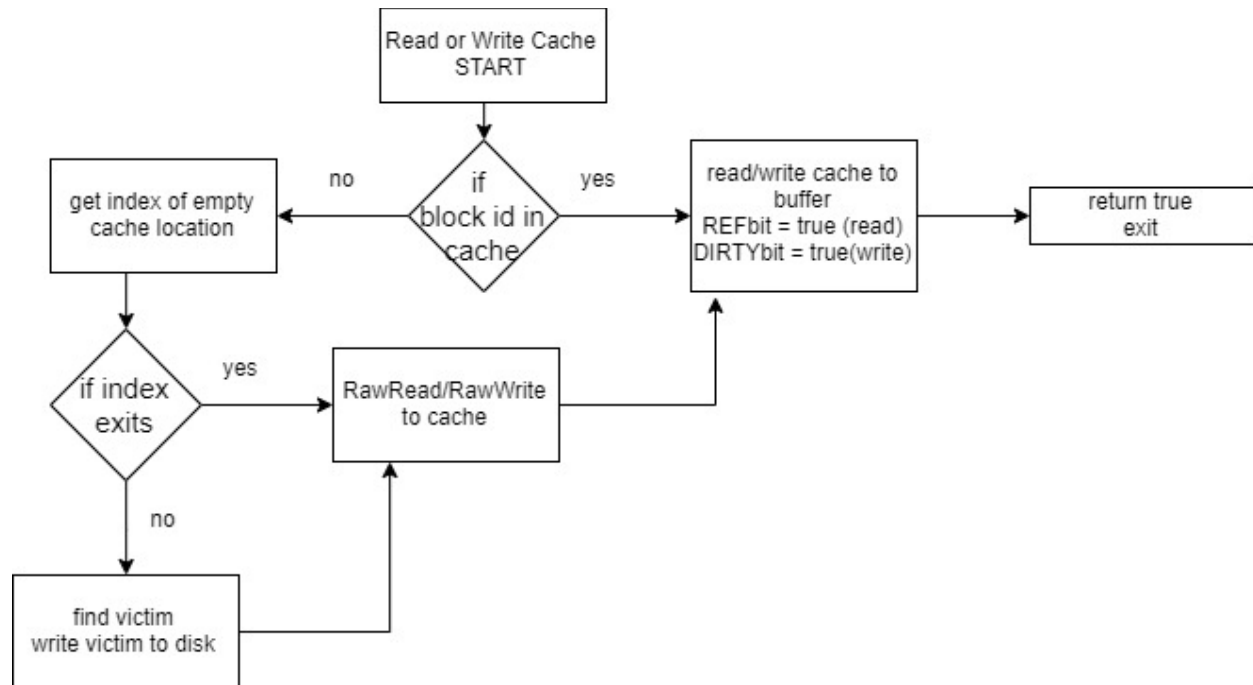 Read or Write Cache
START
no
if
block id in
cache
yes
read/write cache to
buffer
REFbit = true (read)
DIRTYbit = true(write)
return true
exit
get index of empty
cache location
if index
exits
yes
RawRead/RawWrite
to cache
no
find victim
write victim to disk